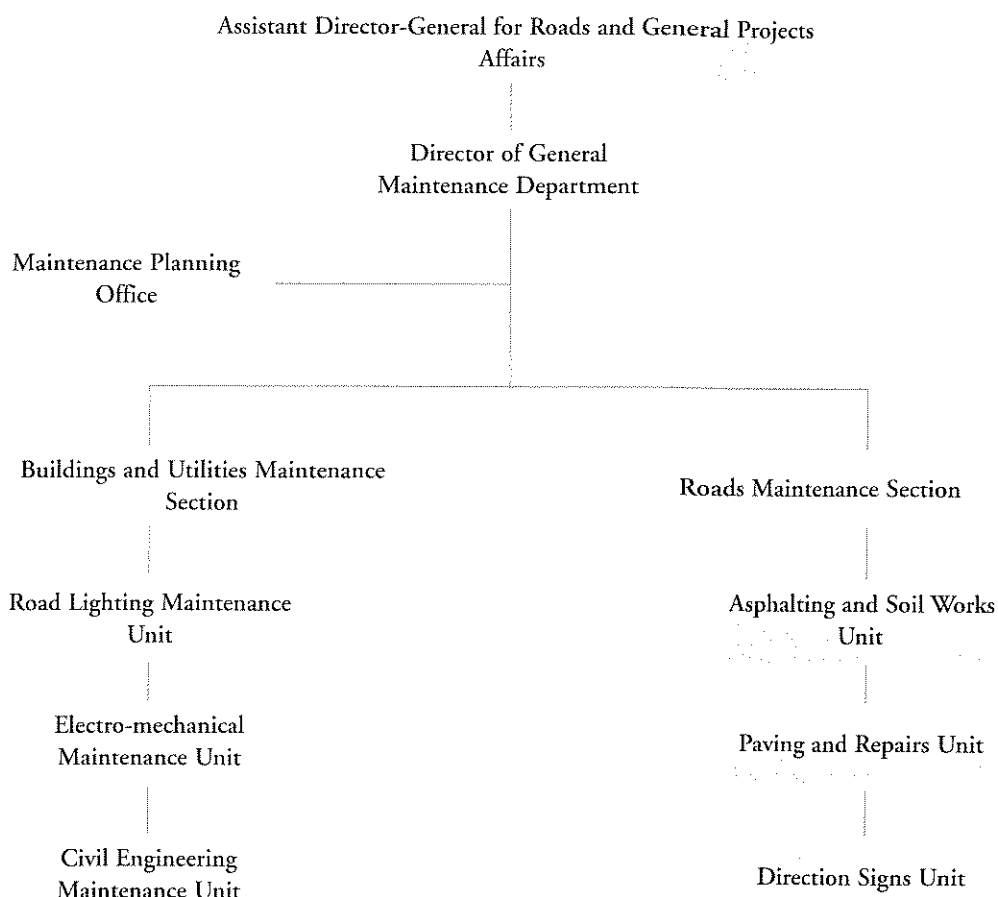 Assistant Director-General for Roads and General Projects
Affairs
Director of General
Maintenance Department
Maintenance Planning
Office
Buildings and Utilities Maintenance
Section
Roads Maintenance Section
Road Lighting Maintenance
Unit
Asphalting and Soil Works
Unit
Electro-mechanical
Maintenance Unit
Paving and Repairs Unit
Civil Engineering
Maintenance Unit
Direction Signs Unit